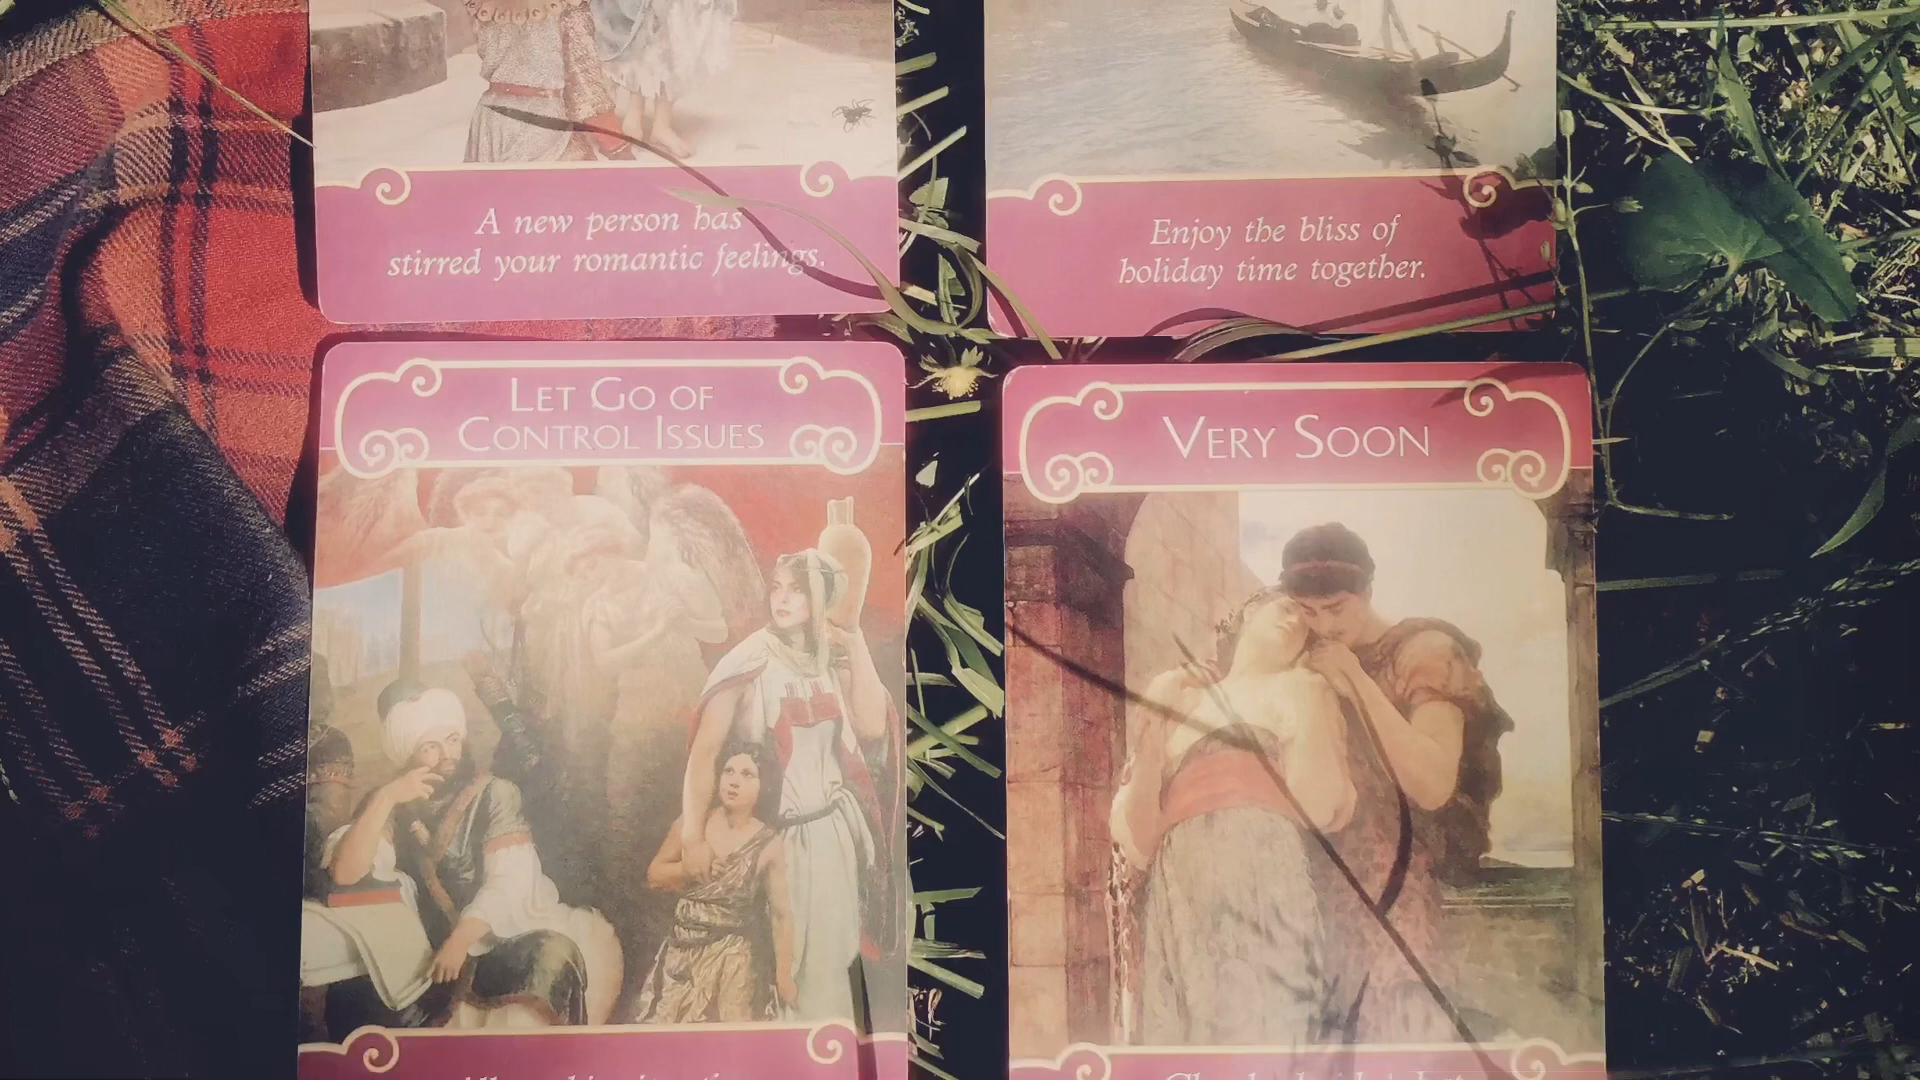 A new person has
stirred your romantic feelings.
Enjoy the bliss of
holiday time together.
LET GO OF
CONTROL ISSUES
VERY SOON